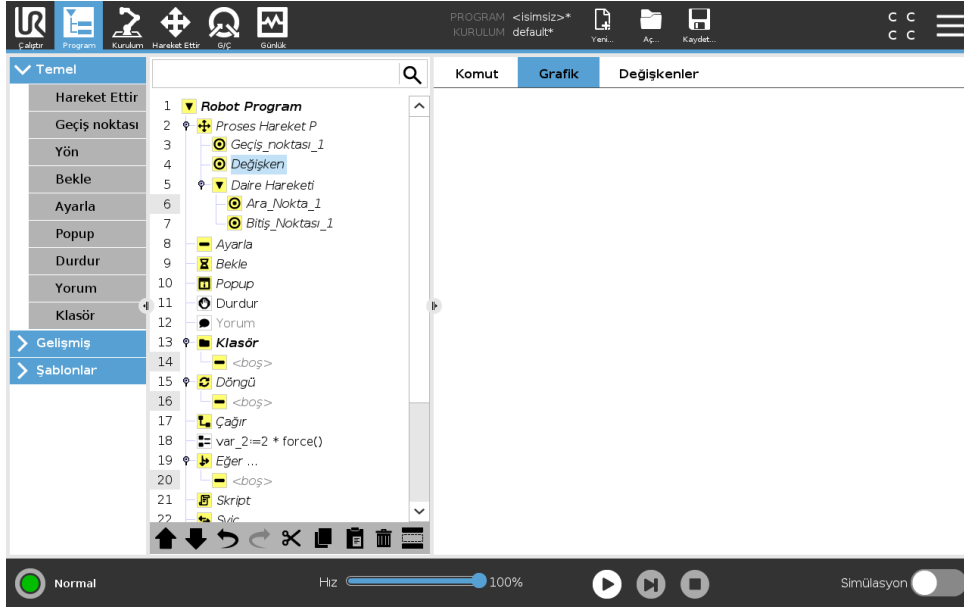 UR
PROGRAM <isimsiz>*
KURULUM default*
C C
C C
Çalıştır Program Kurulum Hareket Ettir G/Ç Günlük Yeni... Aç... Kaydet...
Temel
Hareket Ettir
Geçiş noktası
Yön
Bekle
Ayarla
Popup
Durdur
Yorum
Klasör
Gelişmiş
Şablonlar
1 Robot Program
2 Proses Hareket P
3 Geçiş_noktası_1
4 Değişken
5 Daire Hareketi
6 Ara_Nokta_1
7 Bitiş_Noktası_1
8 Ayarla
9 Bekle
10 Popup
11 Durdur
12 Yorum
13 Klasör
14 <boş>
15 Döngü
16 <boş>
17 Çağır
18 var_2:=2 * force()
19 Eğer ...
20 <boş>
21 Skript
22 Sviç
Komut Grafik Değişkenler
Normal
Hız 100%
Simülasyon